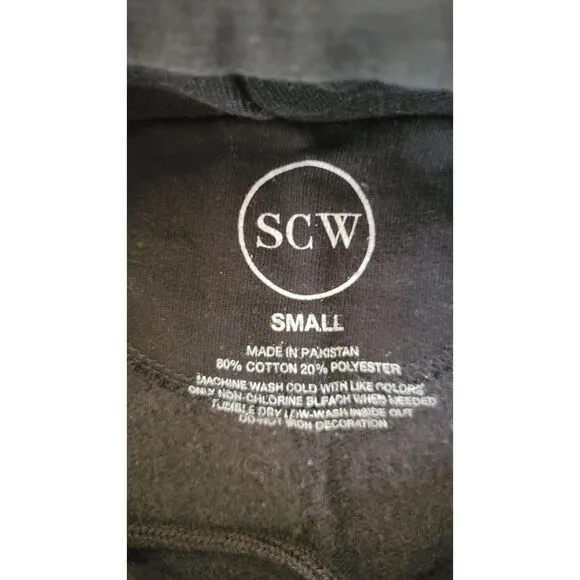 SCW
SMALL
MADE IN PAKISTAN
80% COTTON 20% POLYESTER
MACHINE WASH COLD WITH LIKE COLORS
ONLY NON-CHLORINE BLEACH WHEN NEEDED
TUMBLE DRY LOW-WASH INSIDE OUT
DO NOT IRON DECORATION